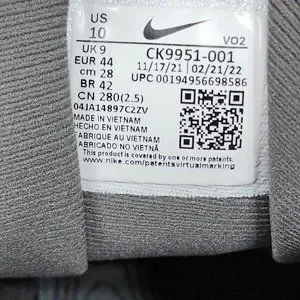 US
10
VO2
UK 9
EUR 44
cm 28
BR 42
CN 280(2.5)
04JA14897C2ZV
CK9951-001
11/17/21 02/21/22
UPC 00194956698586
MADE IN VIETNAM
HECHO EN VIETNAM
FABRIQUE AU VIETNAM
FABRICADO NO VIETNÃ
This product is covered by one or more patents.
www.nike.com/patentsvirtualmarking